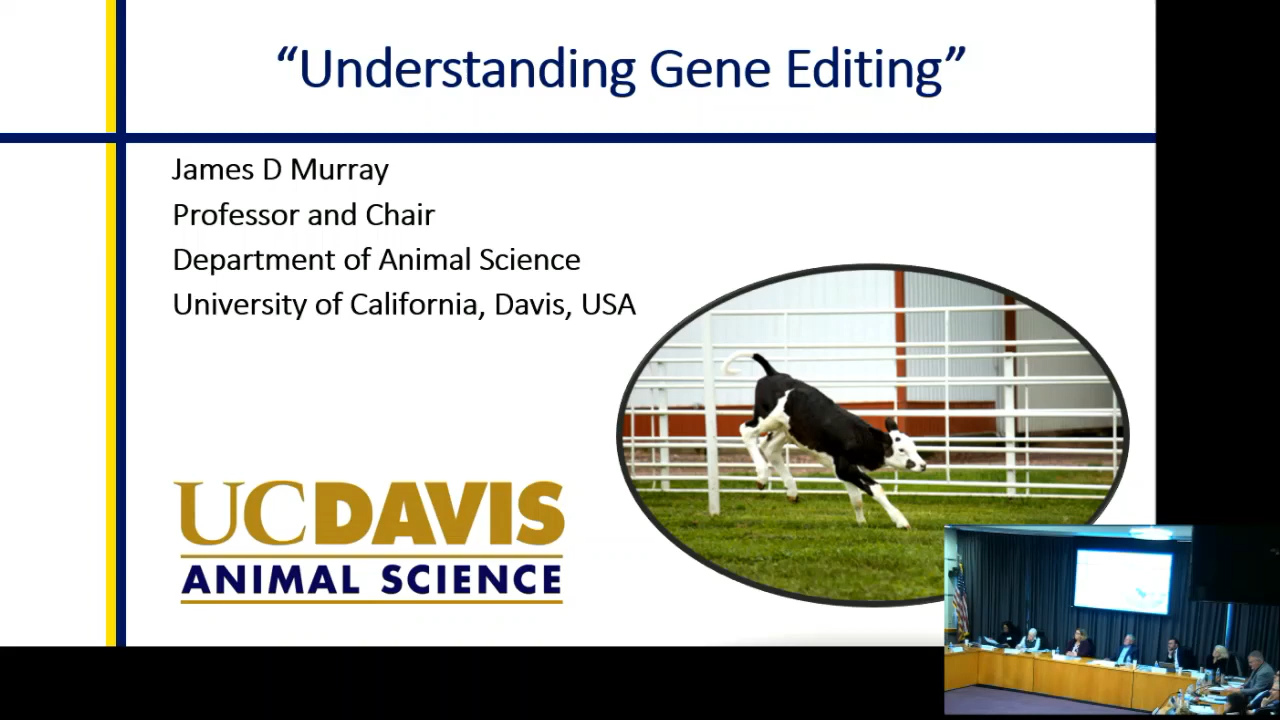 “Understanding Gene Editing”
James D Murray
Professor and Chair
Department of Animal Science
University of California, Davis, USA
UCDAVIS
ANIMAL SCIENCE